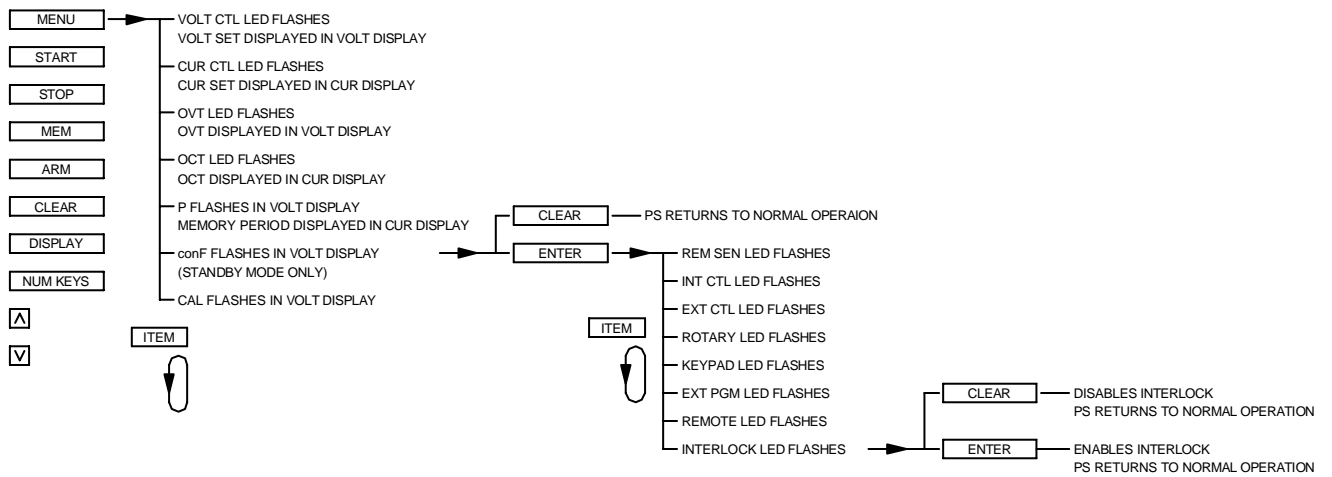 MENU
START
STOP
MEM
ARM
CLEAR
DISPLAY
NUM KEYS
VOLT CTL LED FLASHES
VOLT SET DISPLAYED IN VOLT DISPLAY
CUR CTL LED FLASHES
CUR SET DISPLAYED IN CUR DISPLAY
OVT LED FLASHES
OVT DISPLAYED IN VOLT DISPLAY
OCT LED FLASHES
OCT DISPLAYED IN CUR DISPLAY
P FLASHES IN VOLT DISPLAY
MEMORY PERIOD DISPLAYED IN CUR DISPLAY
conF FLASHES IN VOLT DISPLAY
(STANDBY MODE ONLY)
CAL FLASHES IN VOLT DISPLAY
ITEM
CLEAR
PS RETURNS TO NORMAL OPERAION
ENTER
REM SEN LED FLASHES
INT CTL LED FLASHES
EXT CTL LED FLASHES
ROTARY LED FLASHES
KEYPAD LED FLASHES
EXT PGM LED FLASHES
REMOTE LED FLASHES
INTERLOCK LED FLASHES
ITEM
CLEAR
DISABLES INTERLOCK
PS RETURNS TO NORMAL OPERATION
ENTER
ENABLES INTERLOCK
PS RETURNS TO NORMAL OPERATION